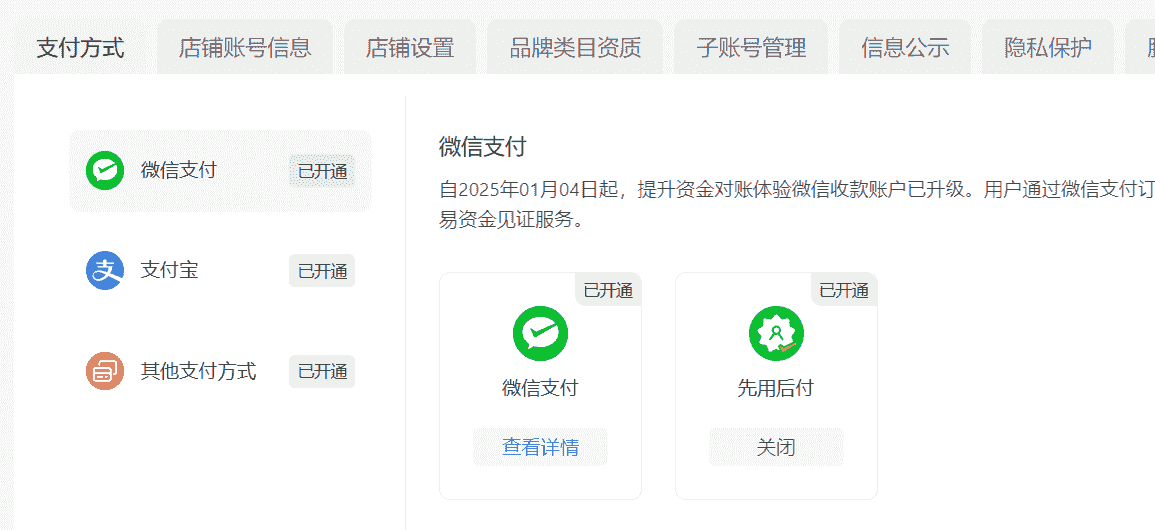 支付方式 店铺账号信息 店铺设置 品牌类目资质 子账号管理 信息公示 隐私保护
微信支付 已开通
支付宝 已开通
其他支付方式 已开通
微信支付
自2025年01月04日起，提升资金对账体验微信收款账户已升级。用户通过微信支付订
易资金见证服务。
已开通
微信支付
查看详情
已开通
先用后付
关闭